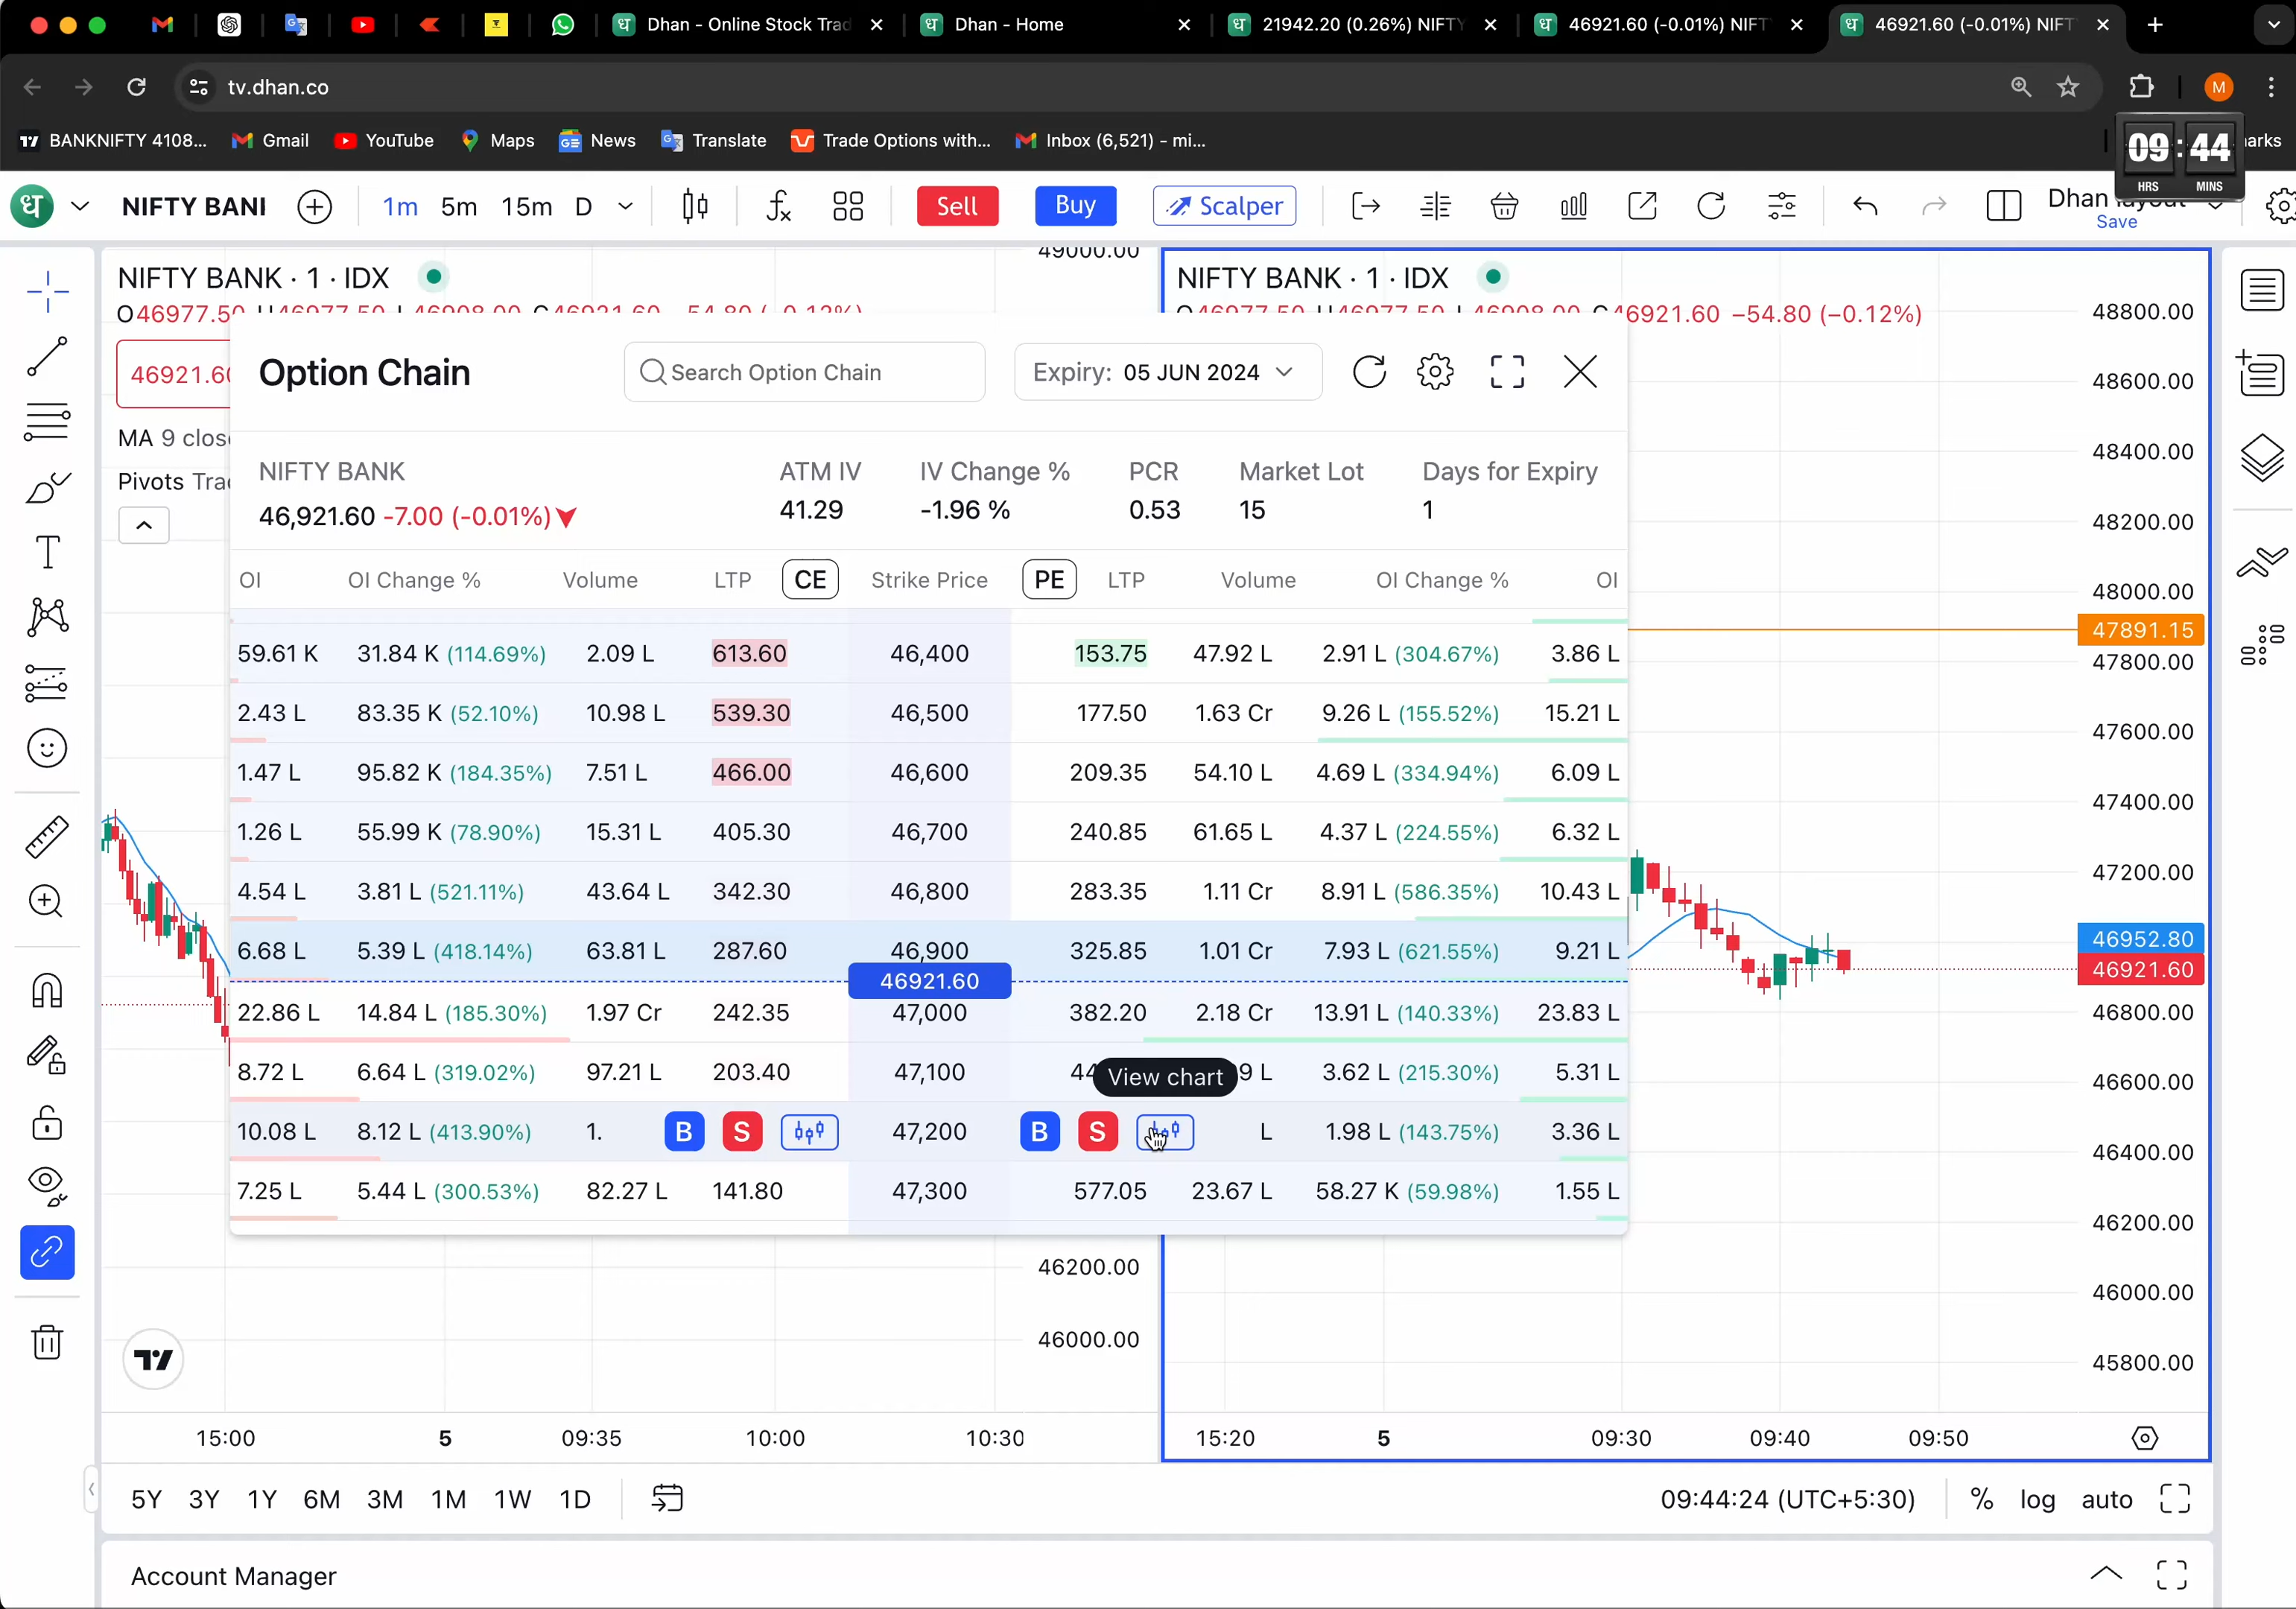 Dhan - Online Stock Trad
Dhan - Home
21942.20 (0.26%) NIFTY
46921.60 (-0.01%) NIFT
46921.60 (-0.01%) NIFT
tv.dhan.co
M
BANKNIFTY 4108...
Gmail
YouTube
Maps
News
Translate
Trade Options with...
Inbox (6,521) - mi...
09:44
HRS MINS
ध
NIFTY BANI
1m 5m 15m D
Sell
Buy
Scalper
Save
NIFTY BANK · 1 · IDX
49000.00
NIFTY BANK · 1 · IDX
46921.60 −54.80 (−0.12%)
MA 9 close
Pivots Trad
Option Chain
Search Option Chain
Expiry: 05 JUN 2024
NIFTY BANK ATM IV IV Change % PCR Market Lot Days for Expiry
46,921.60 -7.00 (-0.01%) 41.29 -1.96 % 0.53 15 1
OI OI Change % Volume LTP CE Strike Price PE LTP Volume OI Change % OI
59.61 K 31.84 K (114.69%) 2.09 L 613.60 46,400 153.75 47.92 L 2.91 L (304.67%) 3.86 L
2.43 L 83.35 K (52.10%) 10.98 L 539.30 46,500 177.50 1.63 Cr 9.26 L (155.52%) 15.21 L
1.47 L 95.82 K (184.35%) 7.51 L 466.00 46,600 209.35 54.10 L 4.69 L (334.94%) 6.09 L
1.26 L 55.99 K (78.90%) 15.31 L 405.30 46,700 240.85 61.65 L 4.37 L (224.55%) 6.32 L
4.54 L 3.81 L (521.11%) 43.64 L 342.30 46,800 283.35 1.11 Cr 8.91 L (586.35%) 10.43 L
6.68 L 5.39 L (418.14%) 63.81 L 287.60 46,900 325.85 1.01 Cr 7.93 L (621.55%) 9.21 L
46921.60
22.86 L 14.84 L (185.30%) 1.97 Cr 242.35 47,000 382.20 2.18 Cr 13.91 L (140.33%) 23.83 L
8.72 L 6.64 L (319.02%) 97.21 L 203.40 47,100 44 9 L 3.62 L (215.30%) 5.31 L
View chart
10.08 L 8.12 L (413.90%) 1. B S 47,200 B S L 1.98 L (143.75%) 3.36 L
7.25 L 5.44 L (300.53%) 82.27 L 141.80 47,300 577.05 23.67 L 58.27 K (59.98%) 1.55 L
48800.00
48600.00
48400.00
48200.00
48000.00
47891.15
47800.00
47600.00
47400.00
47200.00
46952.80
46921.60
46800.00
46600.00
46400.00
46200.00
46000.00
45800.00
46200.00
46000.00
15:00 5 09:35 10:00 10:30
15:20 5 09:30 09:40 09:50
5Y 3Y 1Y 6M 3M 1M 1W 1D
09:44:24 (UTC+5:30) % log auto
Account Manager